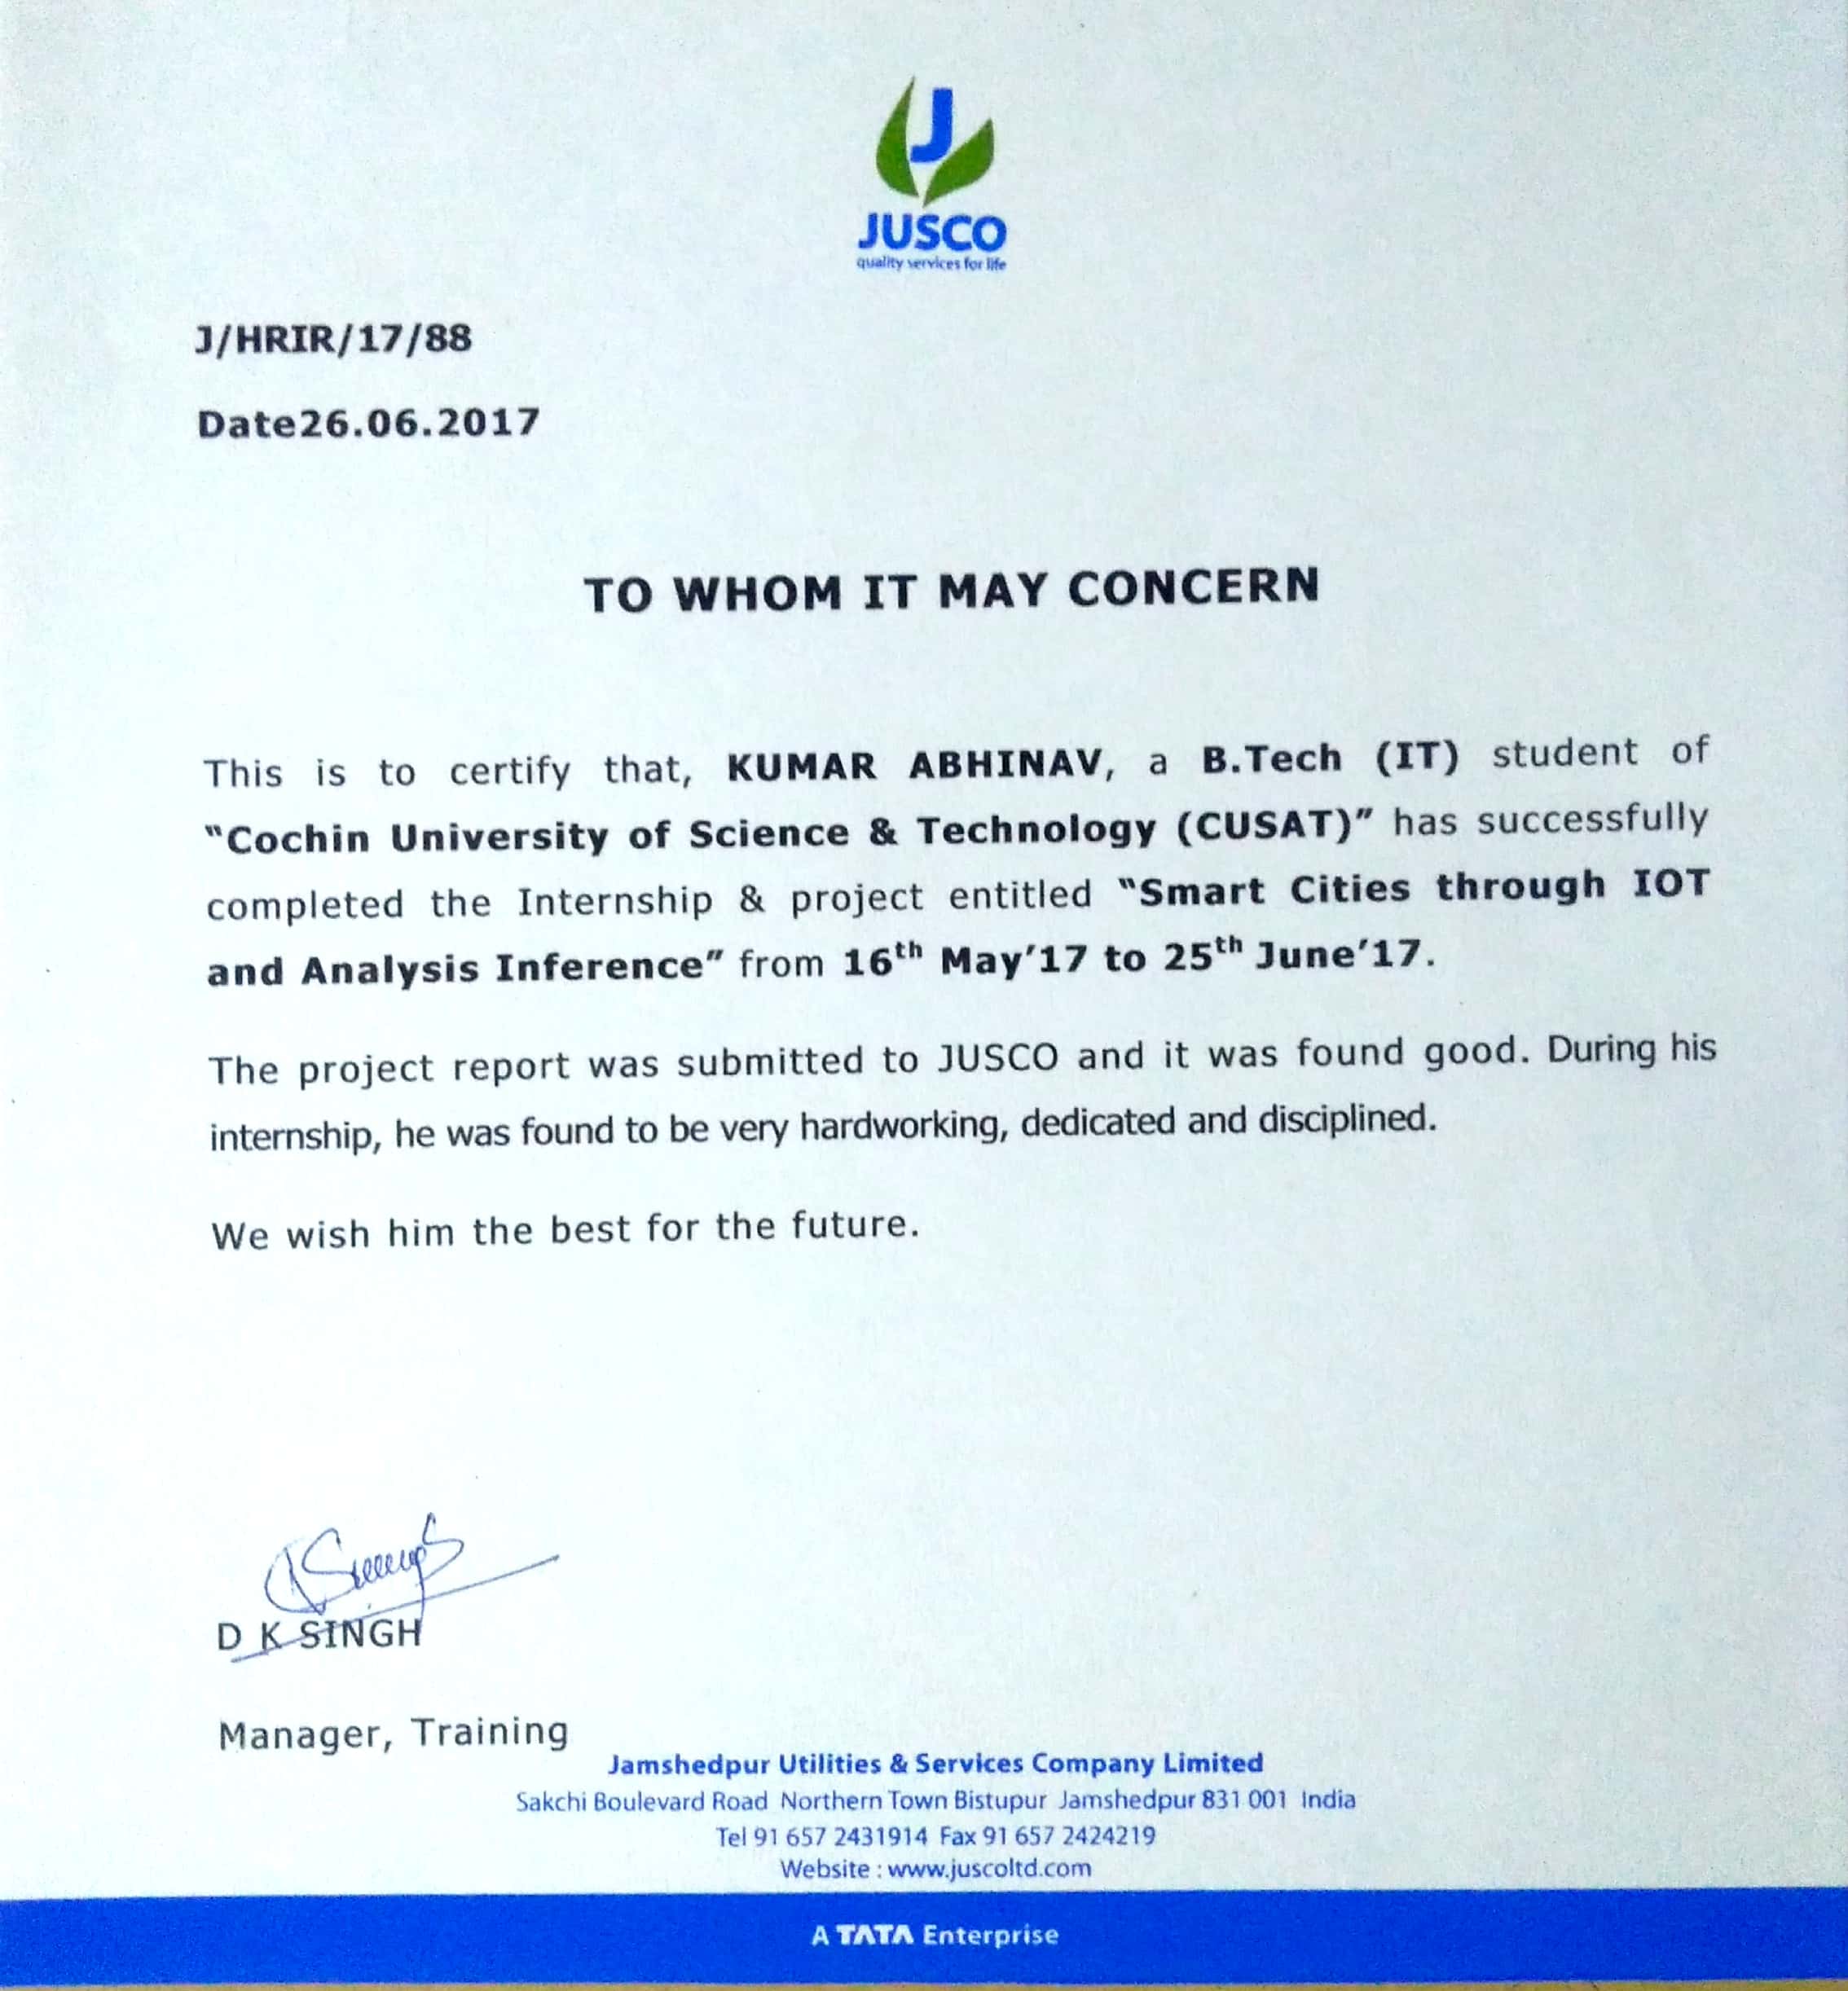 J
JUSCO
quality services for life
J/HRIR/17/88
Date26.06.2017
TO WHOM IT MAY CONCERN
This is to certify that, KUMAR ABHINAV, a B.Tech (IT) student of
"Cochin University of Science & Technology (CUSAT)" has successfully
completed the Internship & project entitled "Smart Cities through IOT
and Analysis Inference" from 16th May'17 to 25th June'17.
The project report was submitted to JUSCO and it was found good. During his
internship, he was found to be very hardworking, dedicated and disciplined.
We wish him the best for the future.
D K SINGH
Manager, Training
Jamshedpur Utilities & Services Company Limited
Sakchi Boulevard Road Northern Town Bistupur Jamshedpur 831 001 India
Tel 91 657 2431914 Fax 91 657 2424219
Website : www.juscoltd.com
A TATA Enterprise